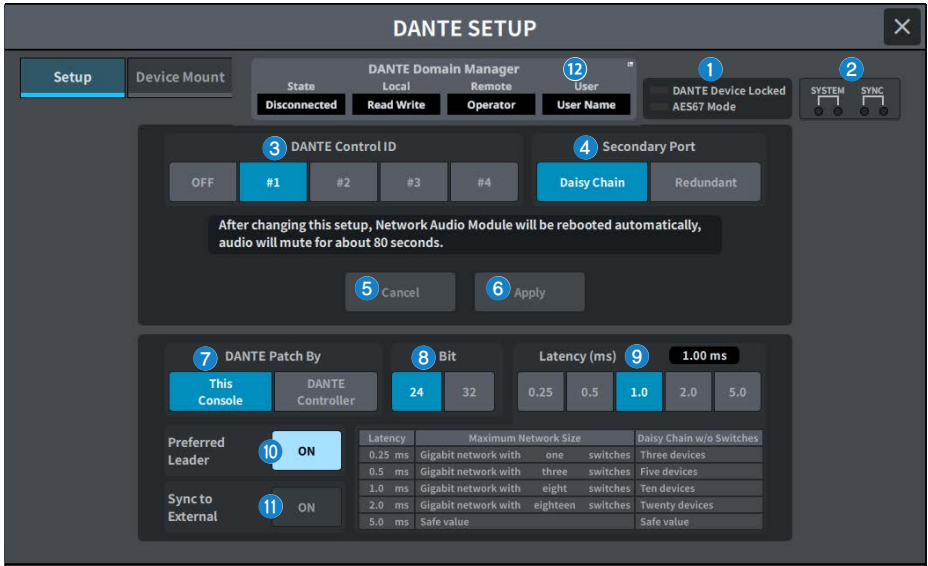 DANTE SETUP
Setup
Device Mount
DANTE Domain Manager
12
State Local Remote User
Disconnected Read Write Operator User Name
1
DANTE Device Locked
AES67 Mode
2
SYSTEM SYNC
3 DANTE Control ID
OFF #1 #2 #3 #4
4 Secondary Port
Daisy Chain Redundant
After changing this setup, Network Audio Module will be rebooted automatically,
audio will mute for about 80 seconds.
5 Cancel
6 Apply
7 DANTE Patch By
This
Console
DANTE
Controller
8 Bit
24 32
Latency (ms) 9 1.00 ms
0.25 0.5 1.0 2.0 5.0
Preferred
Leader
10 ON
Sync to
External
11 ON
Latency Maximum Network Size Daisy Chain w/o Switches
0.25 ms Gigabit network with one switches Three devices
0.5 ms Gigabit network with three switches Five devices
1.0 ms Gigabit network with eight switches Ten devices
2.0 ms Gigabit network with eighteen switches Twenty devices
5.0 ms Safe value Safe value